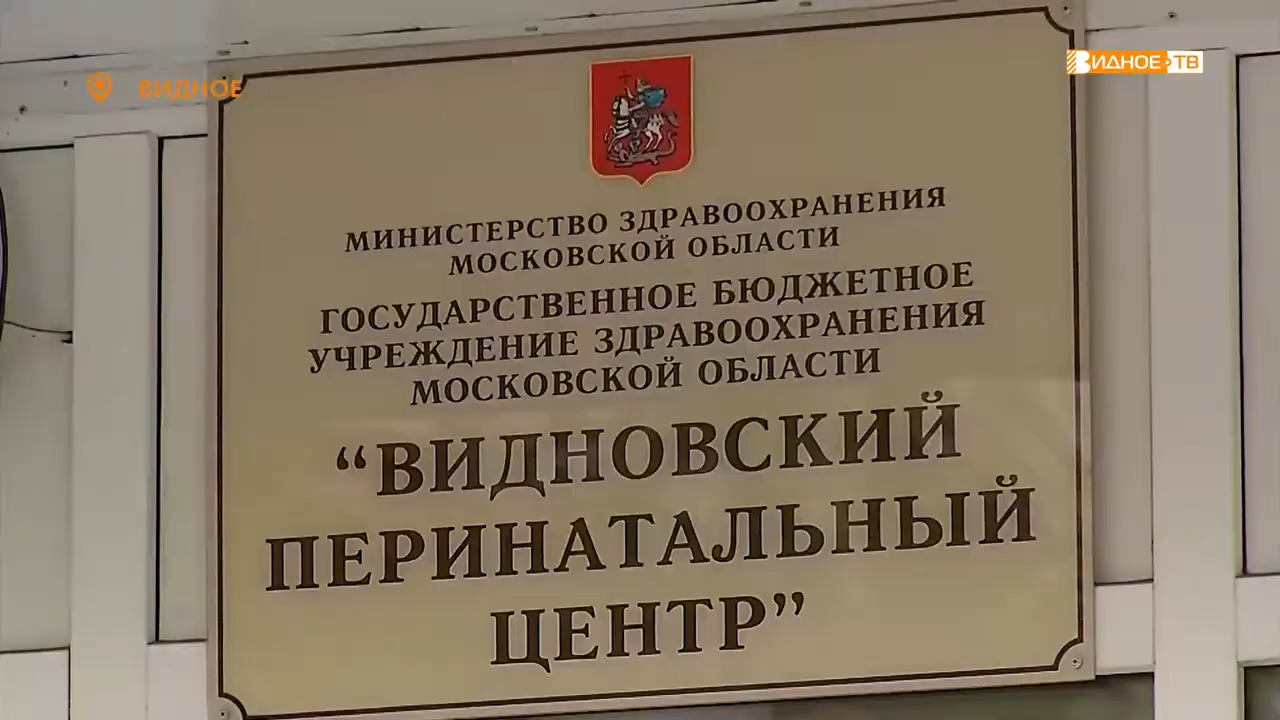 ВИДНОЕ
ВИДНОЕ ТВ
МИНИСТЕРСТВО ЗДРАВООХРАНЕНИЯ
МОСКОВСКОЙ ОБЛАСТИ
ГОСУДАРСТВЕННОЕ БЮДЖЕТНОЕ
УЧРЕЖДЕНИЕ ЗДРАВООХРАНЕНИЯ
МОСКОВСКОЙ ОБЛАСТИ
“ВИДНОВСКИЙ
ПЕРИНАТАЛЬНЫЙ
ЦЕНТР”